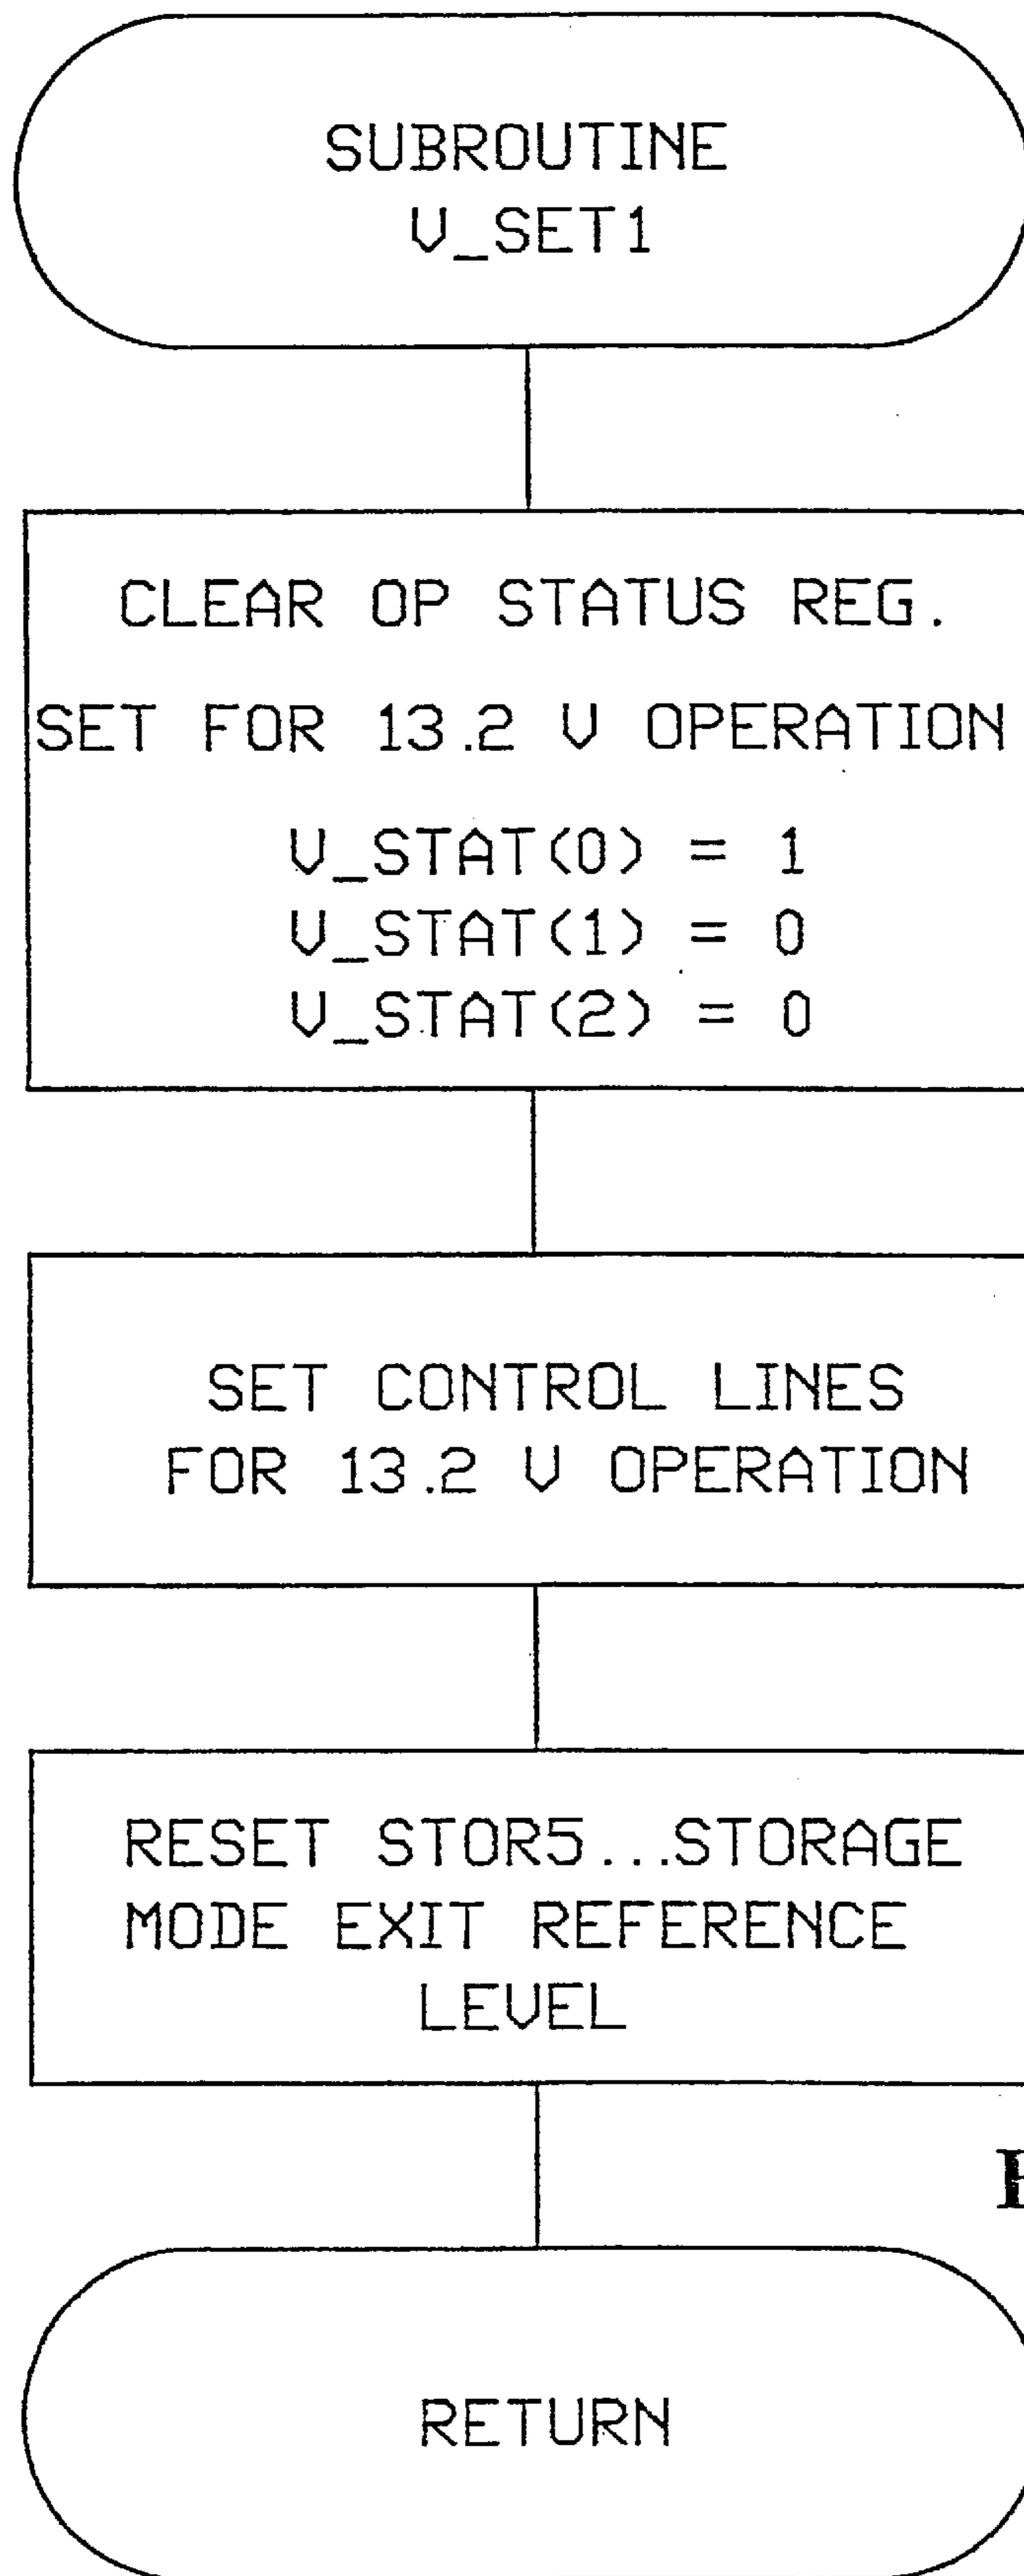 SUBROUTINE
V_SET1
CLEAR OP STATUS REG.
SET FOR 13.2 V OPERATION
V_STAT(0) = 1
V_STAT(1) = 0
V_STAT(2) = 0
SET CONTROL LINES
FOR 13.2 V OPERATION
RESET STOR5...STORAGE
MODE EXIT REFERENCE
LEVEL
RETURN